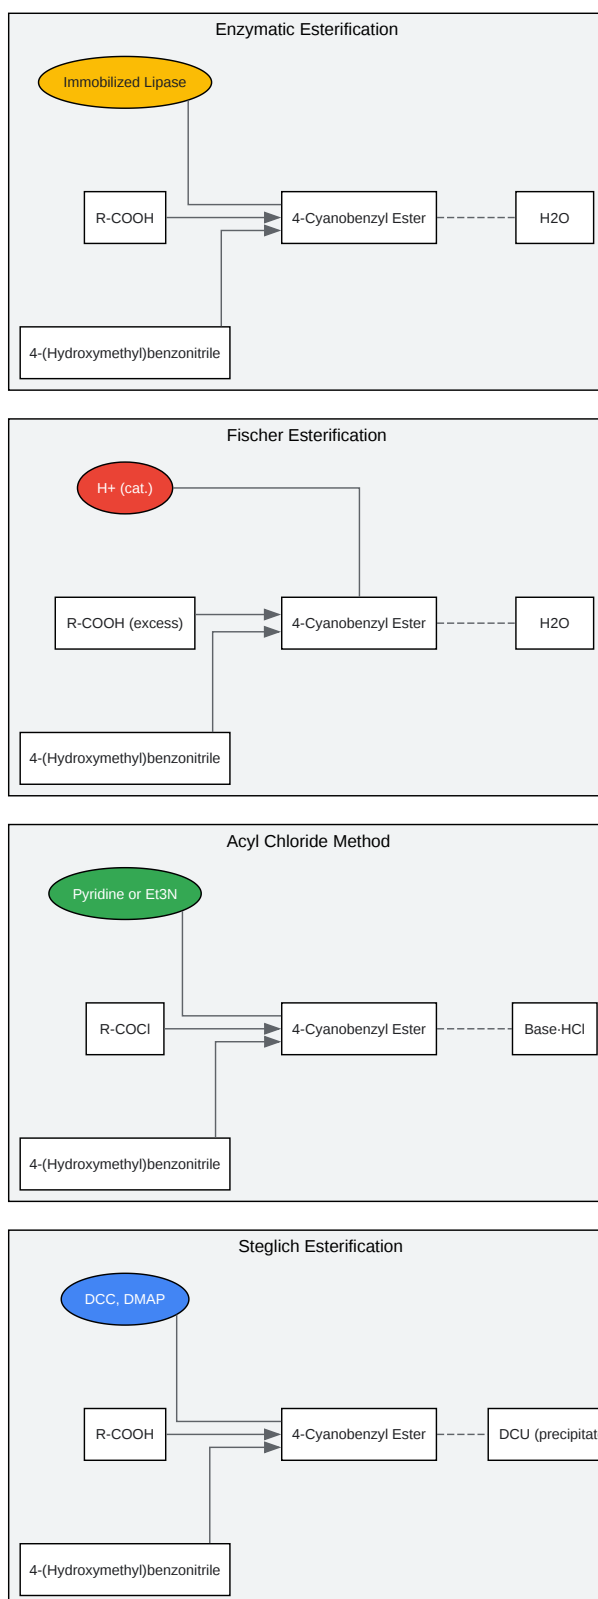 Enzymatic Esterification
Immobilized Lipase
R-COOH
4-Cyanobenzyl Ester
H2O
4-(Hydroxymethyl)benzonitrile
Fischer Esterification
H+ (cat.)
R-COOH (excess)
4-Cyanobenzyl Ester
H2O
4-(Hydroxymethyl)benzonitrile
Acyl Chloride Method
Pyridine or Et3N
R-COCl
4-Cyanobenzyl Ester
Base·HCl
4-(Hydroxymethyl)benzonitrile
Steglich Esterification
DCC, DMAP
R-COOH
4-Cyanobenzyl Ester
DCU (precipitat
4-(Hydroxymethyl)benzonitrile